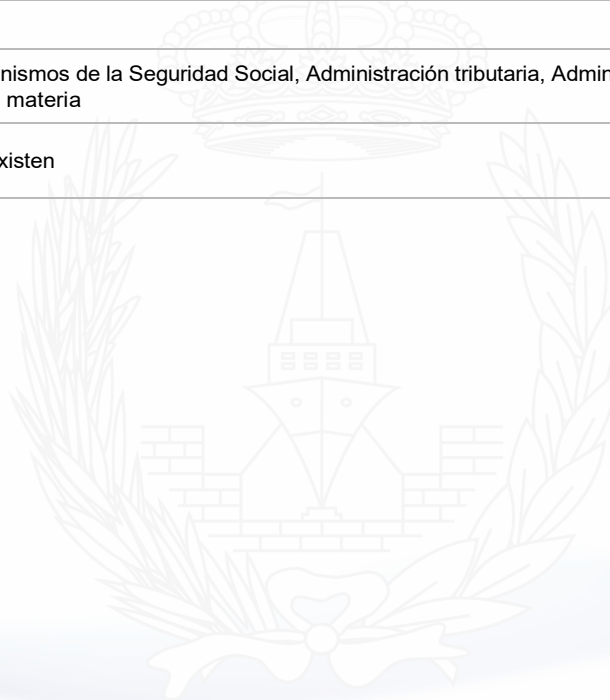 nismos de la Seguridad Social, Administración tributaria, Admin
materia
xisten